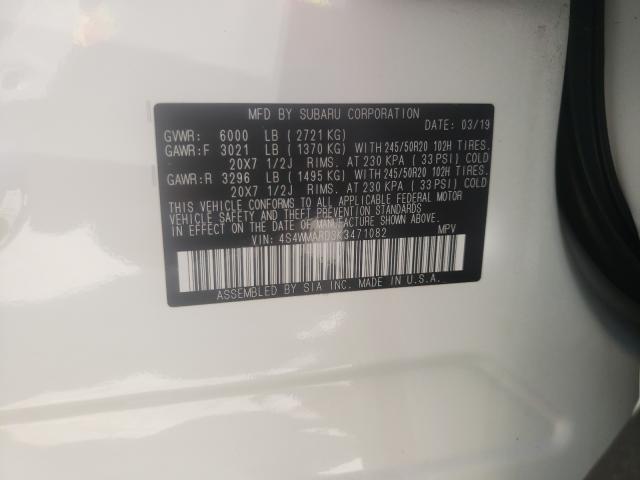 MFD BY SUBARU CORPORATION
DATE: 03/19
GVWR: 6000 LB (2721 KG)
GAWR:F 3021 LB (1370 KG) WITH 245/50R20 102H TIRES.
20X7 1/2J RIMS. AT 230 KPA (33 PSI) COLD
GAWR:R 3296 LB (1495 KG) WITH 245/50R20 102H TIRES.
20X7 1/2J RIMS. AT 230 KPA (33 PSI) COLD
THIS VEHICLE CONFORMS TO ALL APPLICABLE FEDERAL MOTOR
VEHICLE SAFETY AND THEFT PREVENTION STANDARDS
IN EFFECT ON THE DATE OF MANUFACTURE SHOWN ABOVE.
VIN: 4S4WMARD3K3471082 MPV
ASSEMBLED BY SIA INC. MADE IN U.S.A.